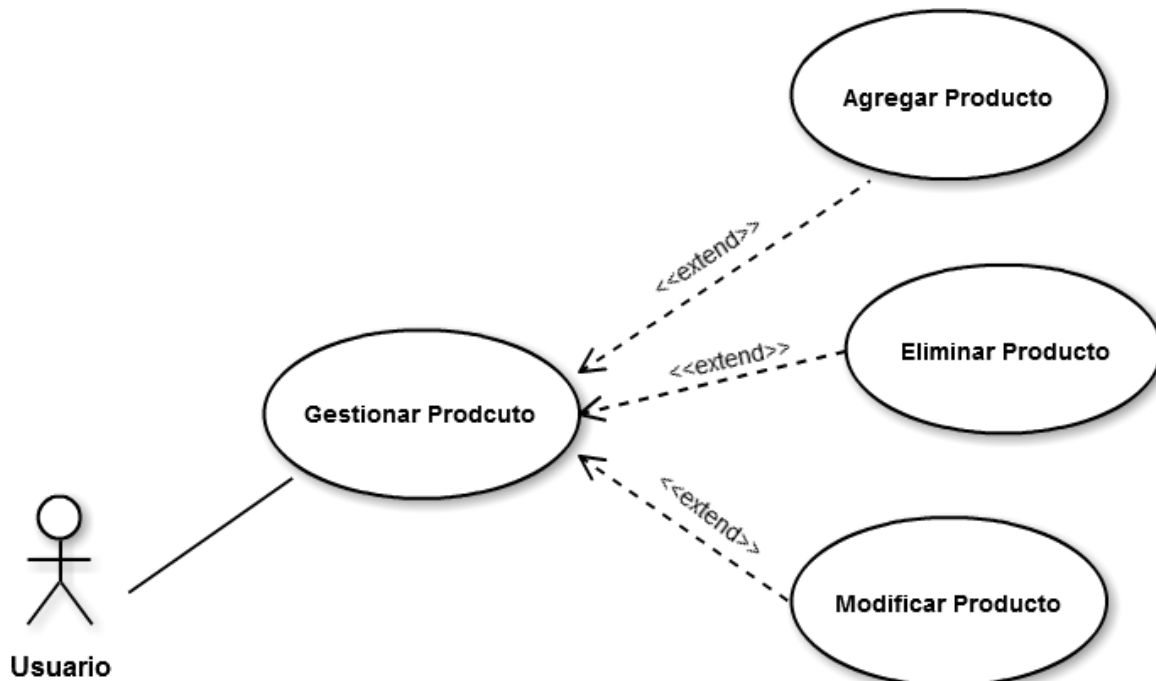 Agregar Producto
<<extend>>
Eliminar Producto
<<extend>>
Gestionar Prodcuto
<<extend>>
Modificar Producto
Usuario